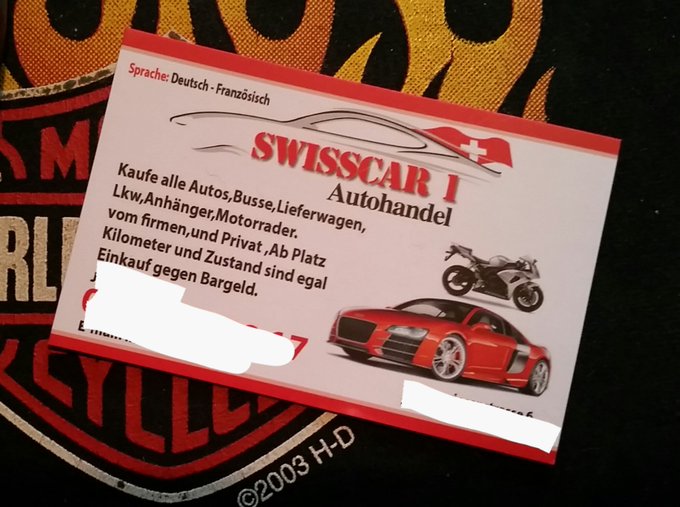 Sprache: Deutsch - Französisch
SWISSCAR 1
Autohandel
Kaufe alle Autos,Busse,Lieferwagen,
Lkw,Anhänger,Motorrader.
vom firmen,und Privat ,Ab Platz
Kilometer und Zustand sind egal
Einkauf gegen Bargeld.
©2003 H-D